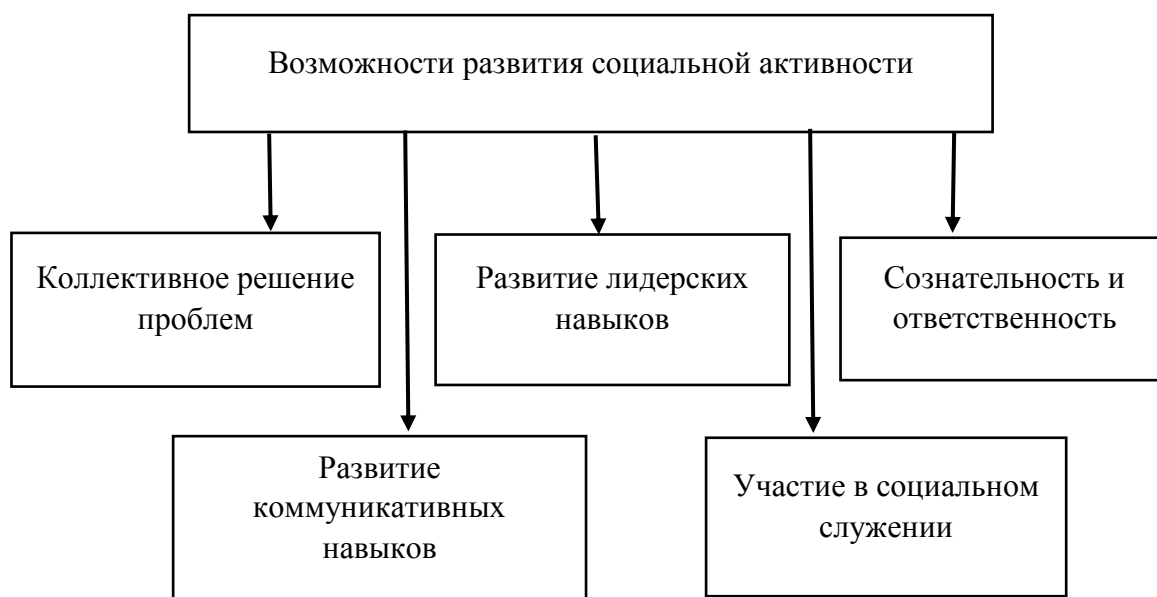 Возможности развития социальной активности
Коллективное решение
проблем
Развитие лидерских
навыков
Сознательность и
ответственность
Развитие
коммуникативных
навыков
Участие в социальном
служении